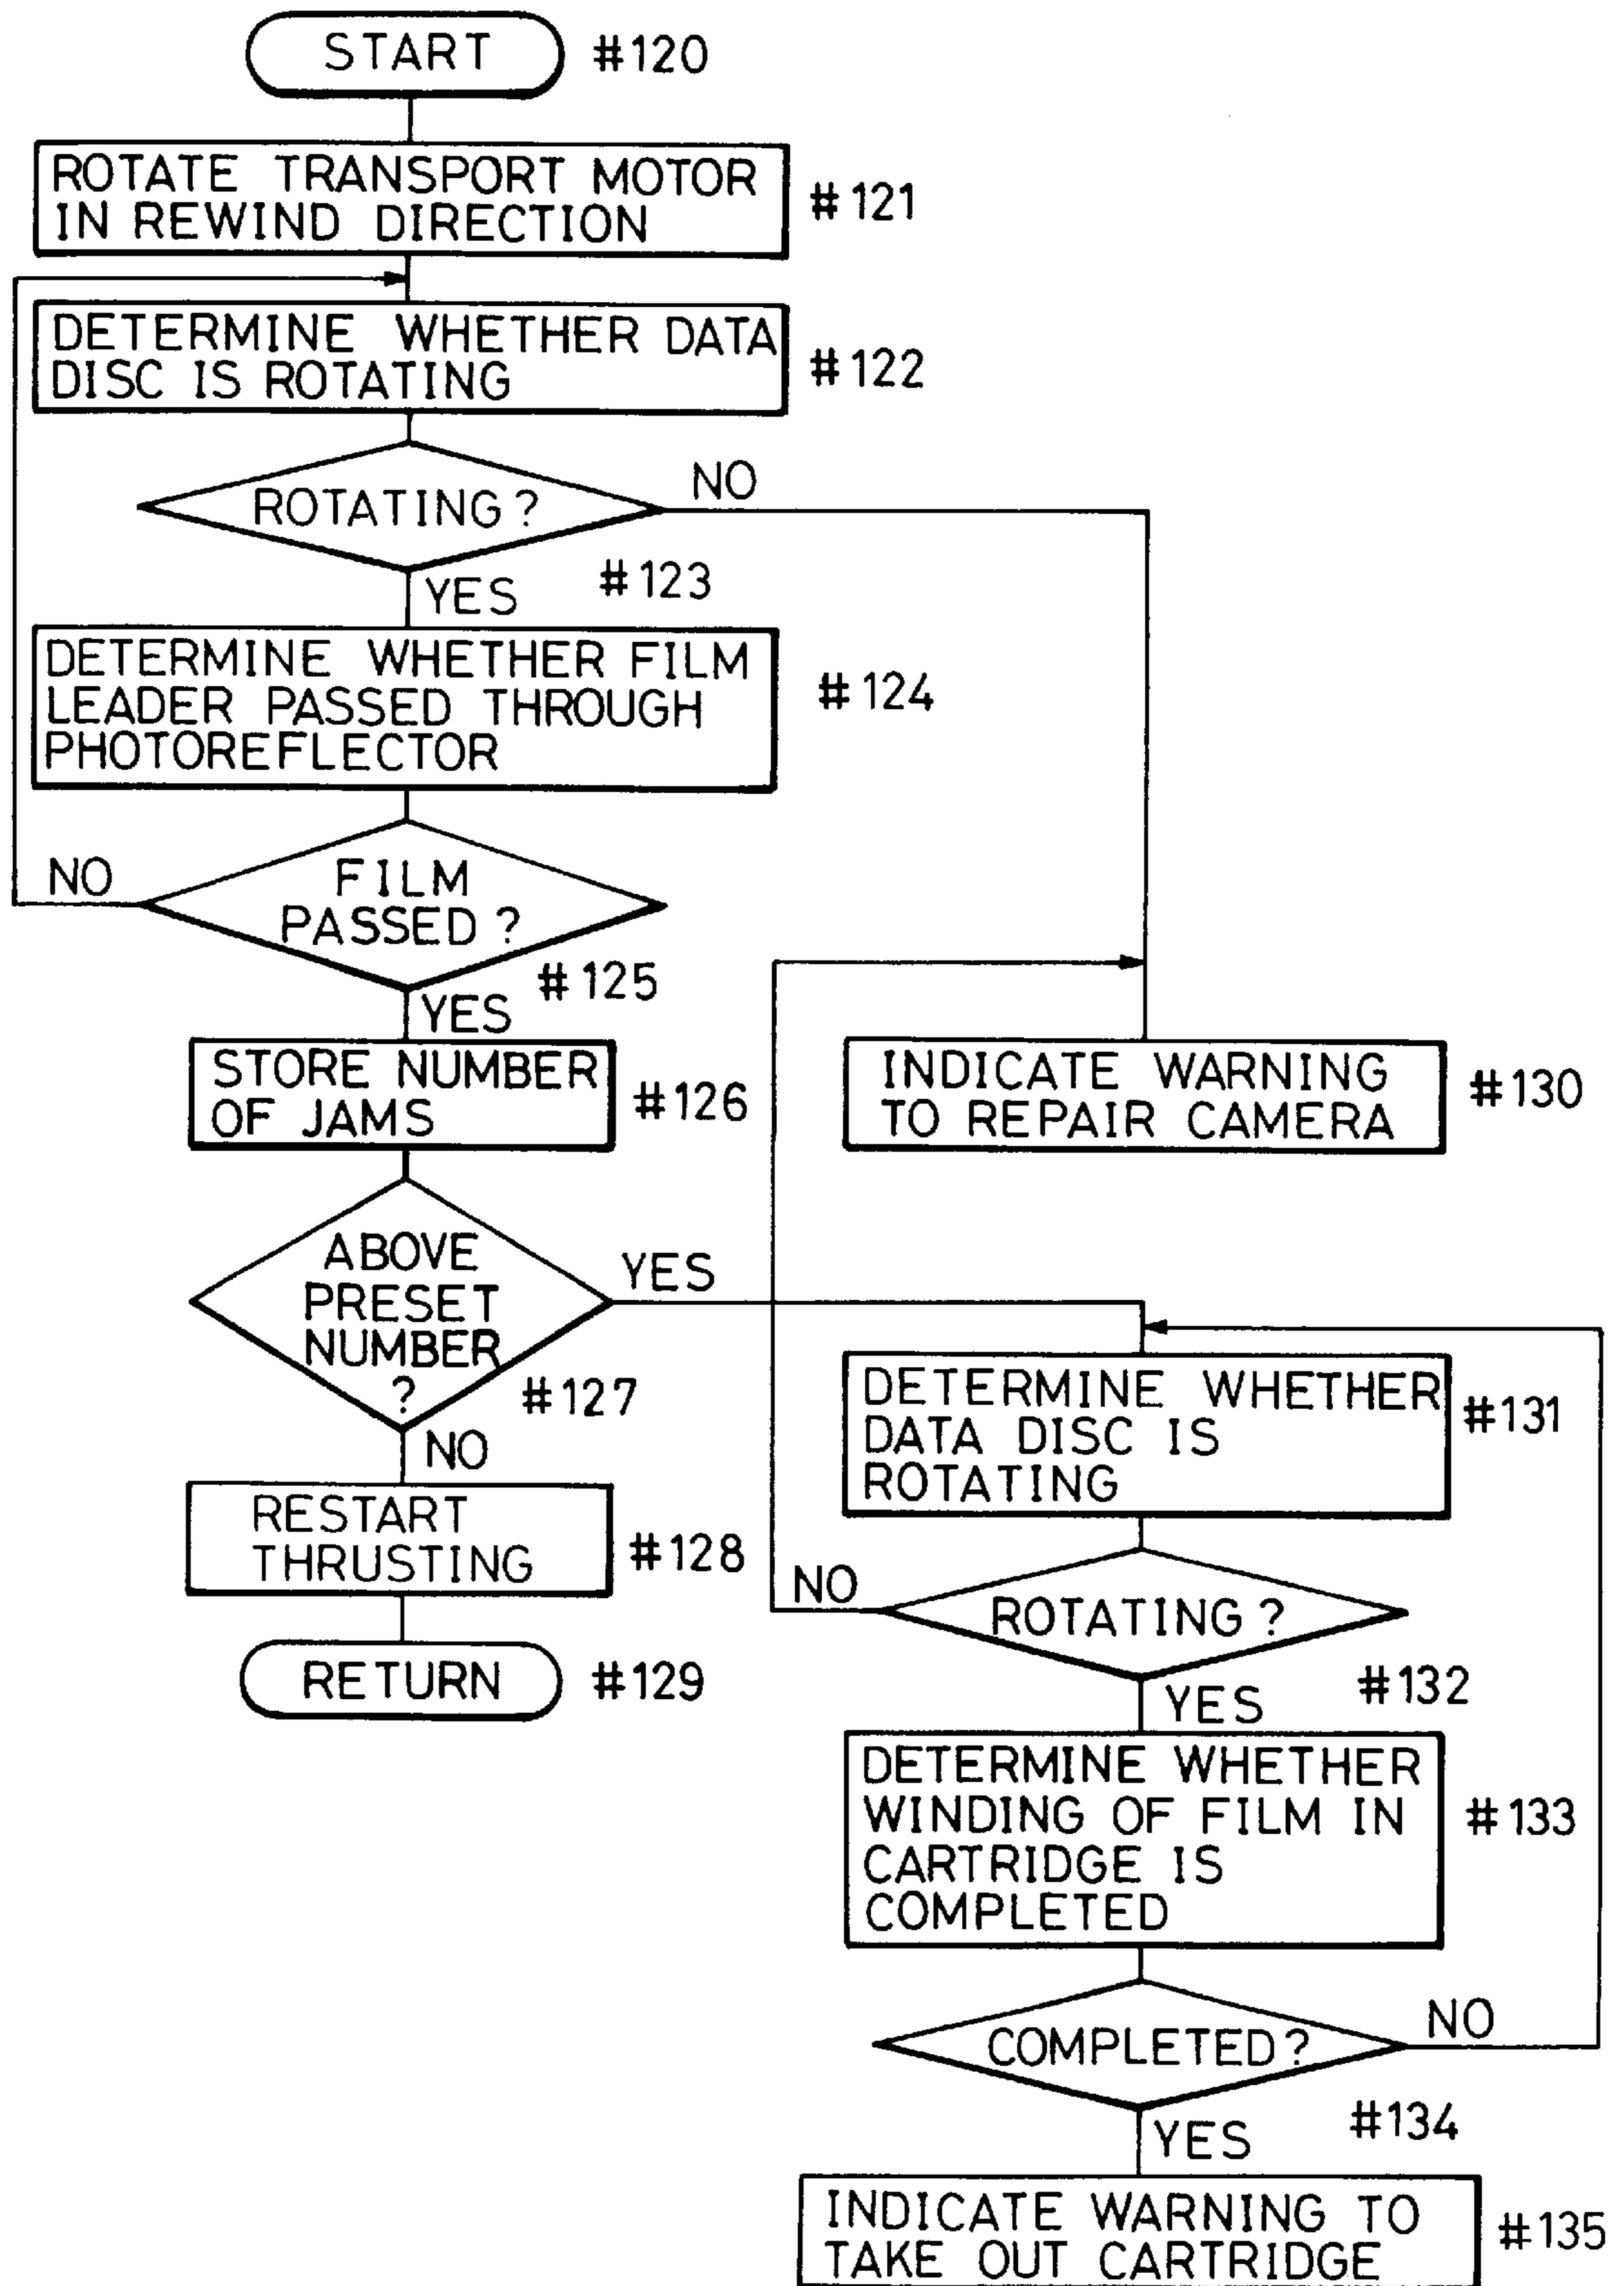 START #120
ROTATE TRANSPORT MOTOR
IN REWIND DIRECTION
#121
DETERMINE WHETHER DATA
DISC IS ROTATING
#122
ROTATING?
NO
#123
YES
DETERMINE WHETHER FILM
LEADER PASSED THROUGH
PHOTOREFLECTOR
#124
NO
FILM
PASSED?
#125
YES
STORE NUMBER
OF JAMS
#126
INDICATE WARNING
TO REPAIR CAMERA
#130
ABOVE
PRESET
NUMBER
?
YES
#127
NO
RESTART
THRUSTING
#128
RETURN #129
DETERMINE WHETHER
DATA DISC IS
ROTATING
#131
NO
ROTATING?
#132
YES
DETERMINE WHETHER
WINDING OF FILM IN
CARTRIDGE IS
COMPLETED
#133
COMPLETED?
NO
#134
YES
INDICATE WARNING TO
TAKE OUT CARTRIDGE
#135